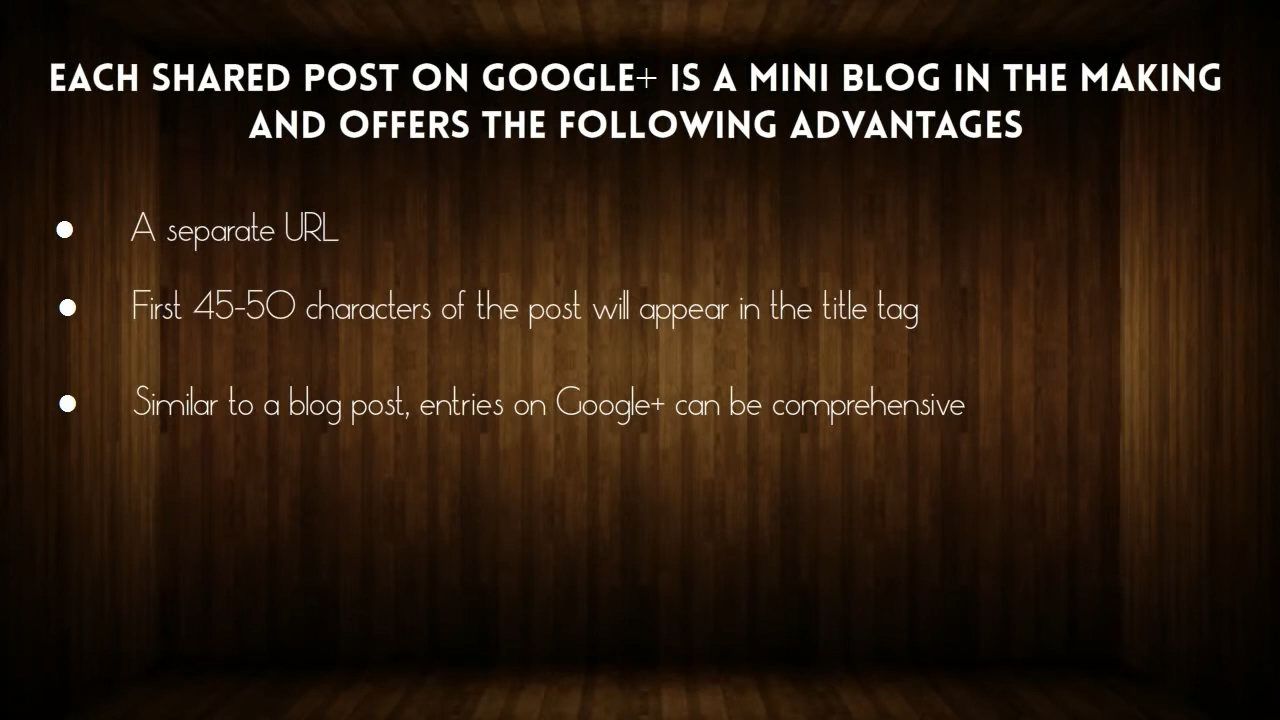 EACH SHARED POST ON GOOGLE+ IS A MINI BLOG IN THE MAKING
AND OFFERS THE FOLLOWING ADVANTAGES
● A separate URL
● First 45-50 characters of the post will appear in the title tag
● Similar to a blog post, entries on Google+ can be comprehensive